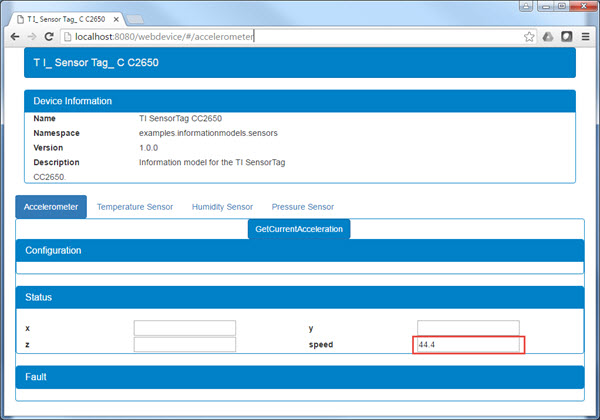 T I_ Sensor Tag_ C C2650
localhost:8080/webdevice/#/accelerometer
T I_ Sensor Tag_ C C2650
Device Information
Name TI SensorTag CC2650
Namespace examples.informationmodels.sensors
Version 1.0.0
Description Information model for the TI SensorTag
CC2650.
Accelerometer Temperature Sensor Humidity Sensor Pressure Sensor
GetCurrentAcceleration
Configuration
Status
x y
z speed 44.4
Fault